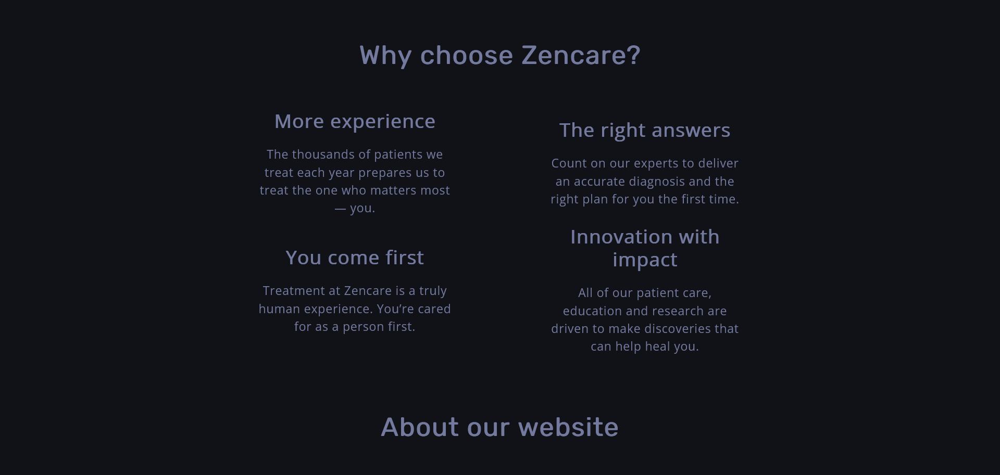 Why choose Zencare?
More experience
The thousands of patients we
treat each year prepares us to
treat the one who matters most
— you.
The right answers
Count on our experts to deliver
an accurate diagnosis and the
right plan for you the first time.
You come first
Treatment at Zencare is a truly
human experience. You’re cared
for as a person first.
Innovation with
impact
All of our patient care,
education and research are
driven to make discoveries that
can help heal you.
About our website